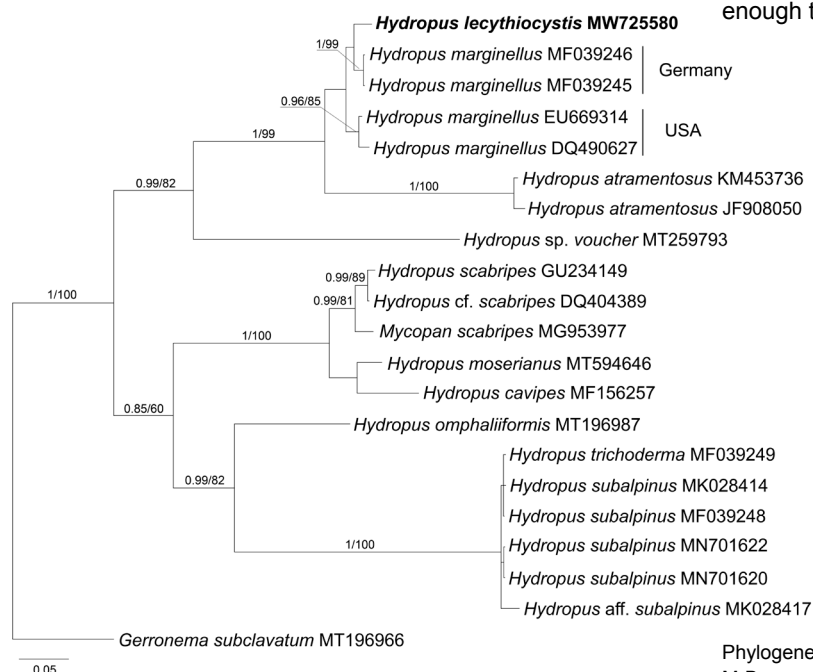 enough t
Hydropus lecythiocystis MW725580
1/99
Hydropus marginellus MF039246
Germany
Hydropus marginellus MF039245
0.96/85
Hydropus marginellus EU669314
USA
Hydropus marginellus DQ490627
1/99
Hydropus atramentosus KM453736
1/100
Hydropus atramentosus JF908050
0.99/82
Hydropus sp. voucher MT259793
Hydropus scabripes GU234149
0.99/89
Hydropus cf. scabripes DQ404389
0.99/81
1/100
Mycopan scabripes MG953977
1/100
Hydropus moserianus MT594646
Hydropus cavipes MF156257
0.85/60
Hydropus omphaliiformis MT196987
Hydropus trichoderma MF039249
0.99/82
Hydropus subalpinus MK028414
Hydropus subalpinus MF039248
1/100
Hydropus subalpinus MN701622
Hydropus subalpinus MN701620
Hydropus aff. subalpinus MK028417
Gerronema subclavatum MT196966
Phylogene
0.05